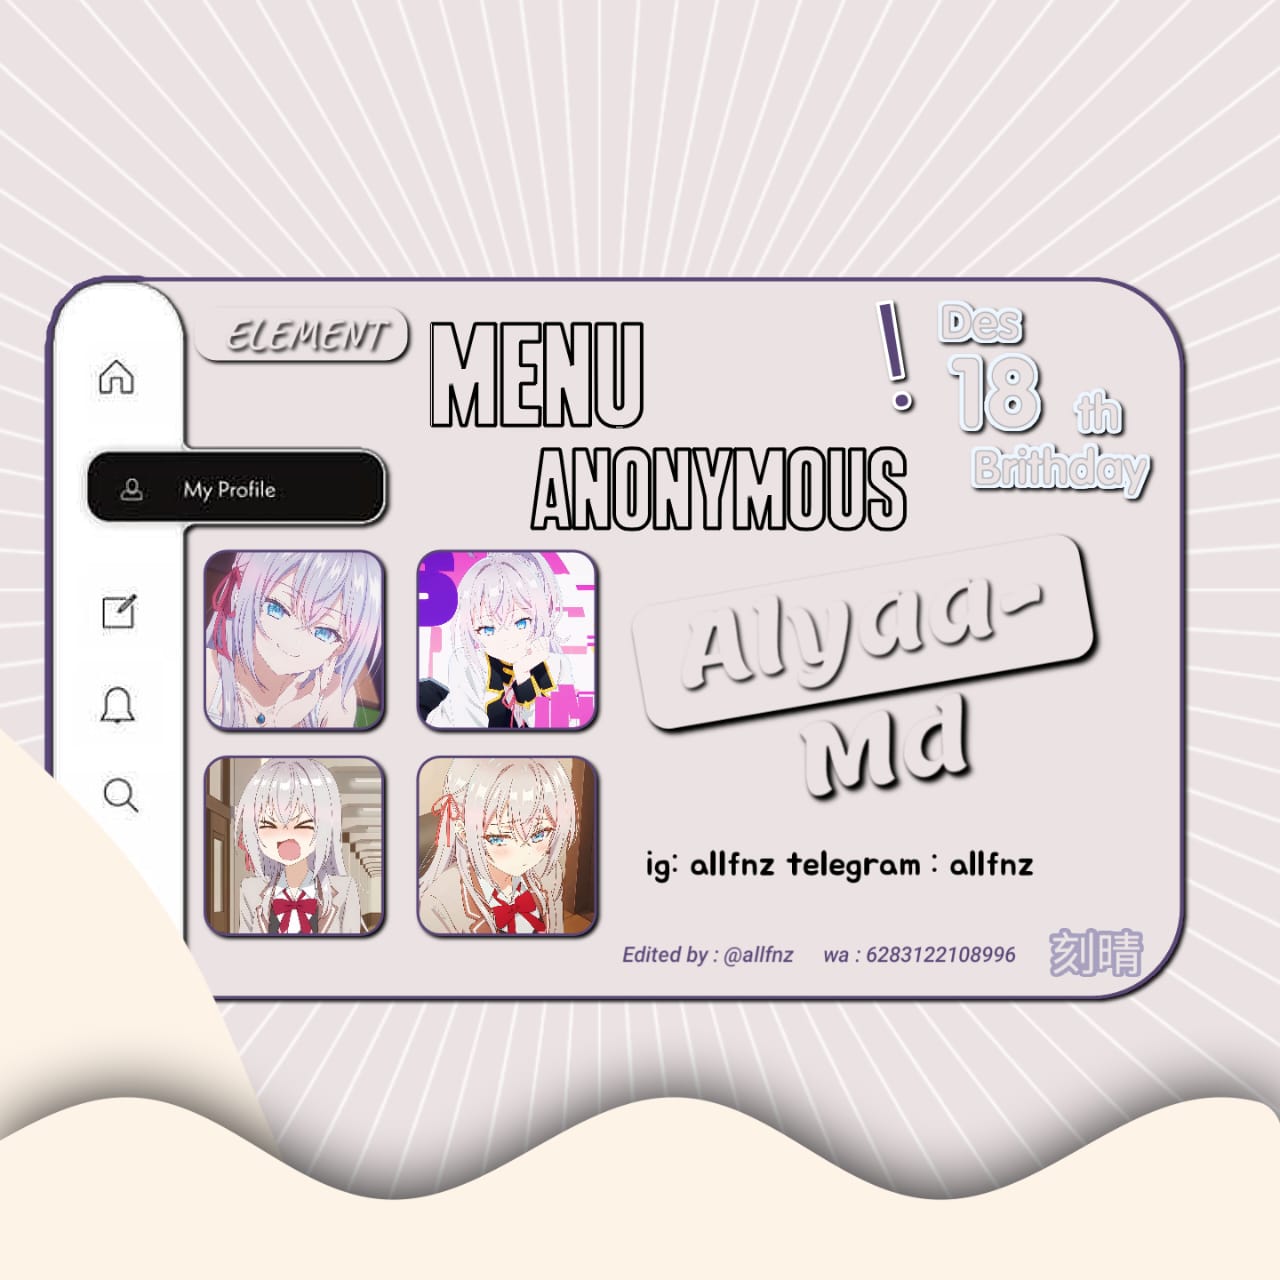 ELEMENT
MENU
ANONYMOUS
!
Des
18 th
Brithday
My Profile
Alyaa-
Md
ig: allfnz telegram : allfnz
Edited by : @allfnz wa : 6283122108996
刻晴